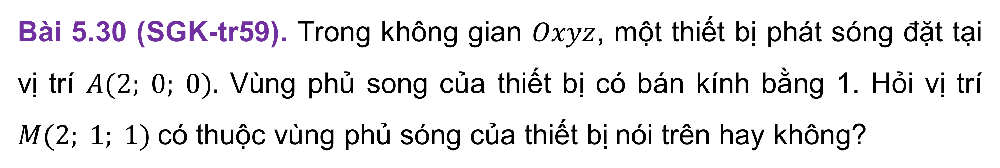 Bài 5.30 (SGK-tr59). Trong không gian Oxyz, một thiết bị phát sóng đặt tại
vị trí A(2; 0; 0). Vùng phủ song của thiết bị có bán kính bằng 1. Hỏi vị trí
M(2; 1; 1) có thuộc vùng phủ sóng của thiết bị nói trên hay không?